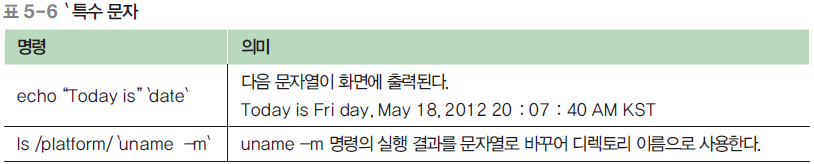 표 5-6 ` 특수 문자
명령 의미
echo “Today is” `date` 다음 문자열이 화면에 출력된다.
Today is Fri day, May 18, 2012 20 : 07 : 40 AM KST
ls /platform/ `uname -m` uname -m 명령의 실행 결과를 문자열로 바꾸어 디렉토리 이름으로 사용한다.